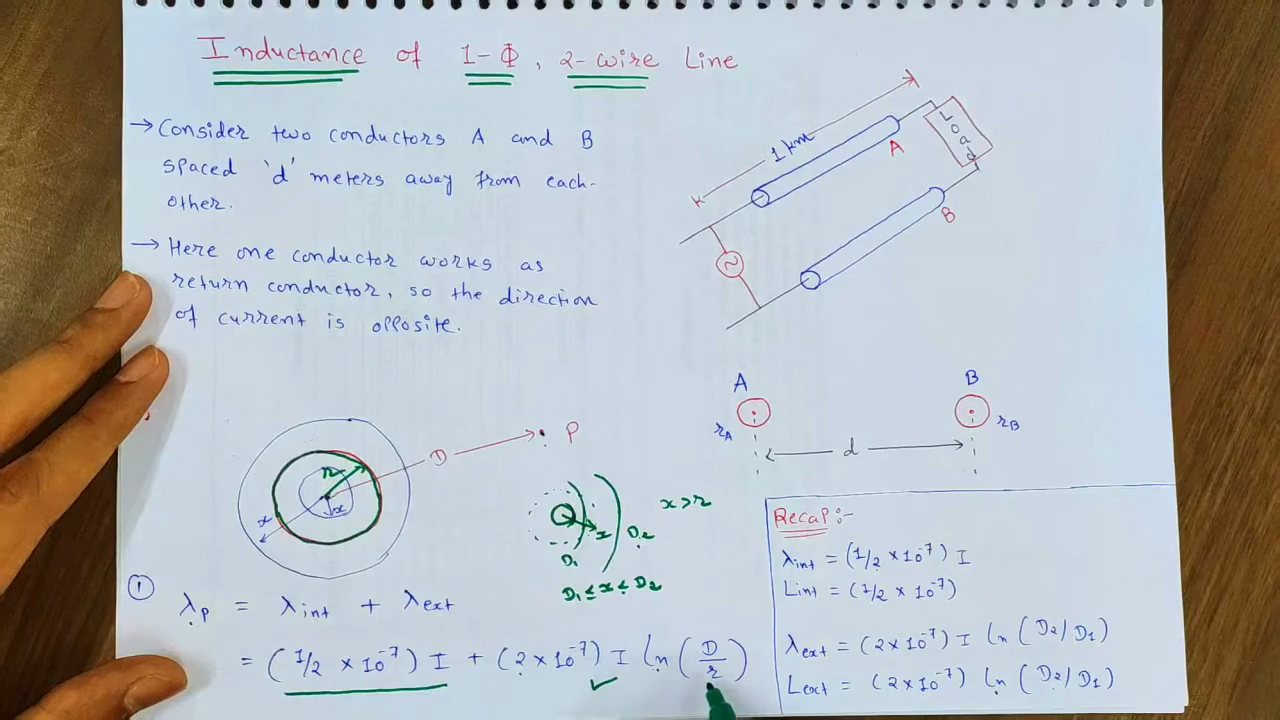 Inductance of 1-Φ, 2-wire Line
→ Consider two conductors A and B
spaced 'd' meters away from each-
other.
→ Here one conductor works as
return conductor, so the direction
of current is opposite.
1 km
Load
A
B
A
B
rA
rB
d
r
x
x
D
P
x
D1
D2
x>r
D1 ≤ x ≤ D2
① λp = λint + λext
= (1/2 × 10⁻⁷) I + (2×10⁻⁷) I ln (D/r)
Recap:-
λint = (1/2 × 10⁻⁷) I
Lint = (1/2 × 10⁻⁷)
λext = (2×10⁻⁷) I ln (D2/D1)
Lext = (2×10⁻⁷) ln (D2/D1)